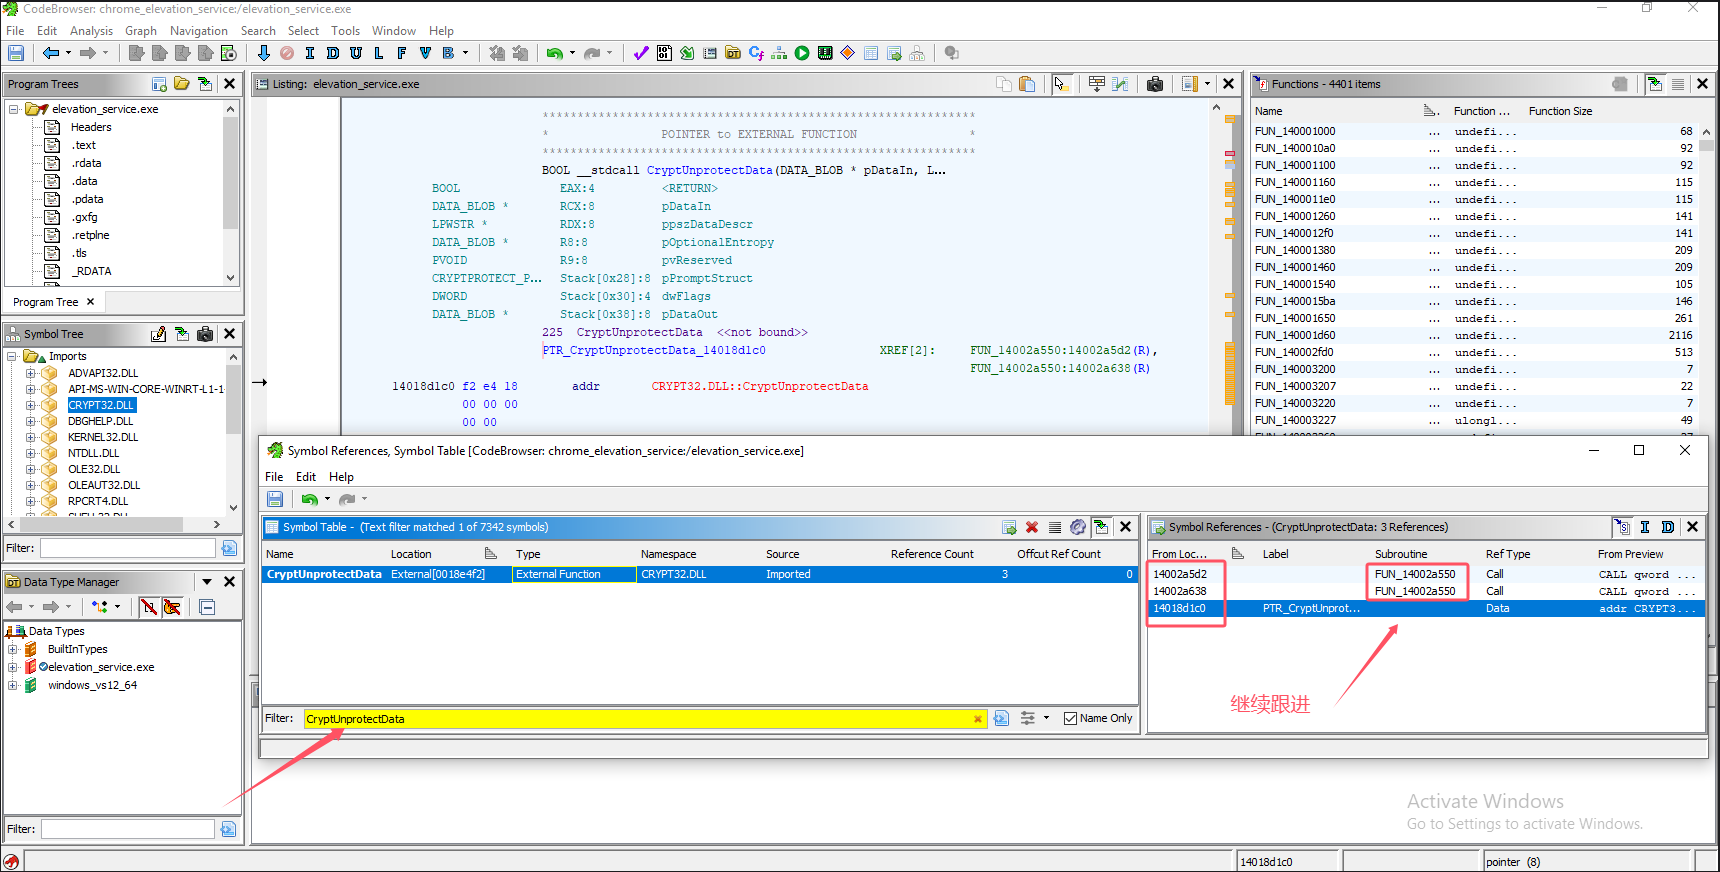 CodeBrowser: chrome_elevation_service:/elevation_service.exe
File Edit Analysis Graph Navigation Search Select Tools Window Help
I D U L F V B
Program Trees
elevation_service.exe
Headers
.text
.rdata
.data
.pdata
.gxfg
.retplne
.tls
_RDATA
Program Tree
Symbol Tree
Imports
ADVAPI32.DLL
API-MS-WIN-CORE-WINRT-L1-1-
CRYPT32.DLL
DBGHELP.DLL
KERNEL32.DLL
NTDLL.DLL
OLE32.DLL
OLEAUT32.DLL
RPCRT4.DLL
Filter:
Data Type Manager
Data Types
BuiltInTypes
elevation_service.exe
windows_vs12_64
Filter:
Listing: elevation_service.exe
**************************************************************
* POINTER to EXTERNAL FUNCTION *
**************************************************************
BOOL __stdcall CryptUnprotectData(DATA_BLOB * pDataIn, L...
BOOL EAX:4 <RETURN>
DATA_BLOB * RCX:8 pDataIn
LPWSTR * RDX:8 ppszDataDescr
DATA_BLOB * R8:8 pOptionalEntropy
PVOID R9:8 pvReserved
CRYPTPROTECT_P... Stack[0x28]:8 pPromptStruct
DWORD Stack[0x30]:4 dwFlags
DATA_BLOB * Stack[0x38]:8 pDataOut
225 CryptUnprotectData <<not bound>>
PTR_CryptUnprotectData_14018d1c0 XREF[2]: FUN_14002a550:14002a5d2(R),
FUN_14002a550:14002a638(R)
14018d1c0 f2 e4 18 addr CRYPT32.DLL::CryptUnprotectData
00 00 00
00 00
Functions - 4401 items
Name Function ... Function Size
FUN_140001000 ... undefi... 68
FUN_1400010a0 ... undefi... 92
FUN_140001100 ... undefi... 92
FUN_140001160 ... undefi... 115
FUN_1400011e0 ... undefi... 115
FUN_140001260 ... undefi... 141
FUN_1400012f0 ... undefi... 141
FUN_140001380 ... undefi... 209
FUN_140001460 ... undefi... 209
FUN_140001540 ... undefi... 105
FUN_1400015ba ... undefi... 146
FUN_140001650 ... undefi... 261
FUN_140001d60 ... undefi... 2116
FUN_140002fd0 ... undefi... 513
FUN_140003200 ... undefi... 7
FUN_140003207 ... undefi... 22
FUN_140003220 ... undefi... 7
FUN_140003227 ... ulongl... 49
Symbol References, Symbol Table [CodeBrowser: chrome_elevation_service:/elevation_service.exe]
File Edit Help
Symbol Table - (Text filter matched 1 of 7342 symbols)
Name Location Type Namespace Source Reference Count Offcut Ref Count
CryptUnprotectData External[0018e4f2] External Function CRYPT32.DLL Imported 3 0
Filter: CryptUnprotectData Name Only
Symbol References - (CryptUnprotectData: 3 References) I D
From Loc... Label Subroutine Ref Type From Preview
14002a5d2 FUN_14002a550 Call CALL qword ...
14002a638 FUN_14002a550 Call CALL qword ...
14018d1c0 PTR_CryptUnprot... Data addr CRYPT3...
继续跟进
Activate Windows
Go to Settings to activate Windows.
14018d1c0 pointer (8)